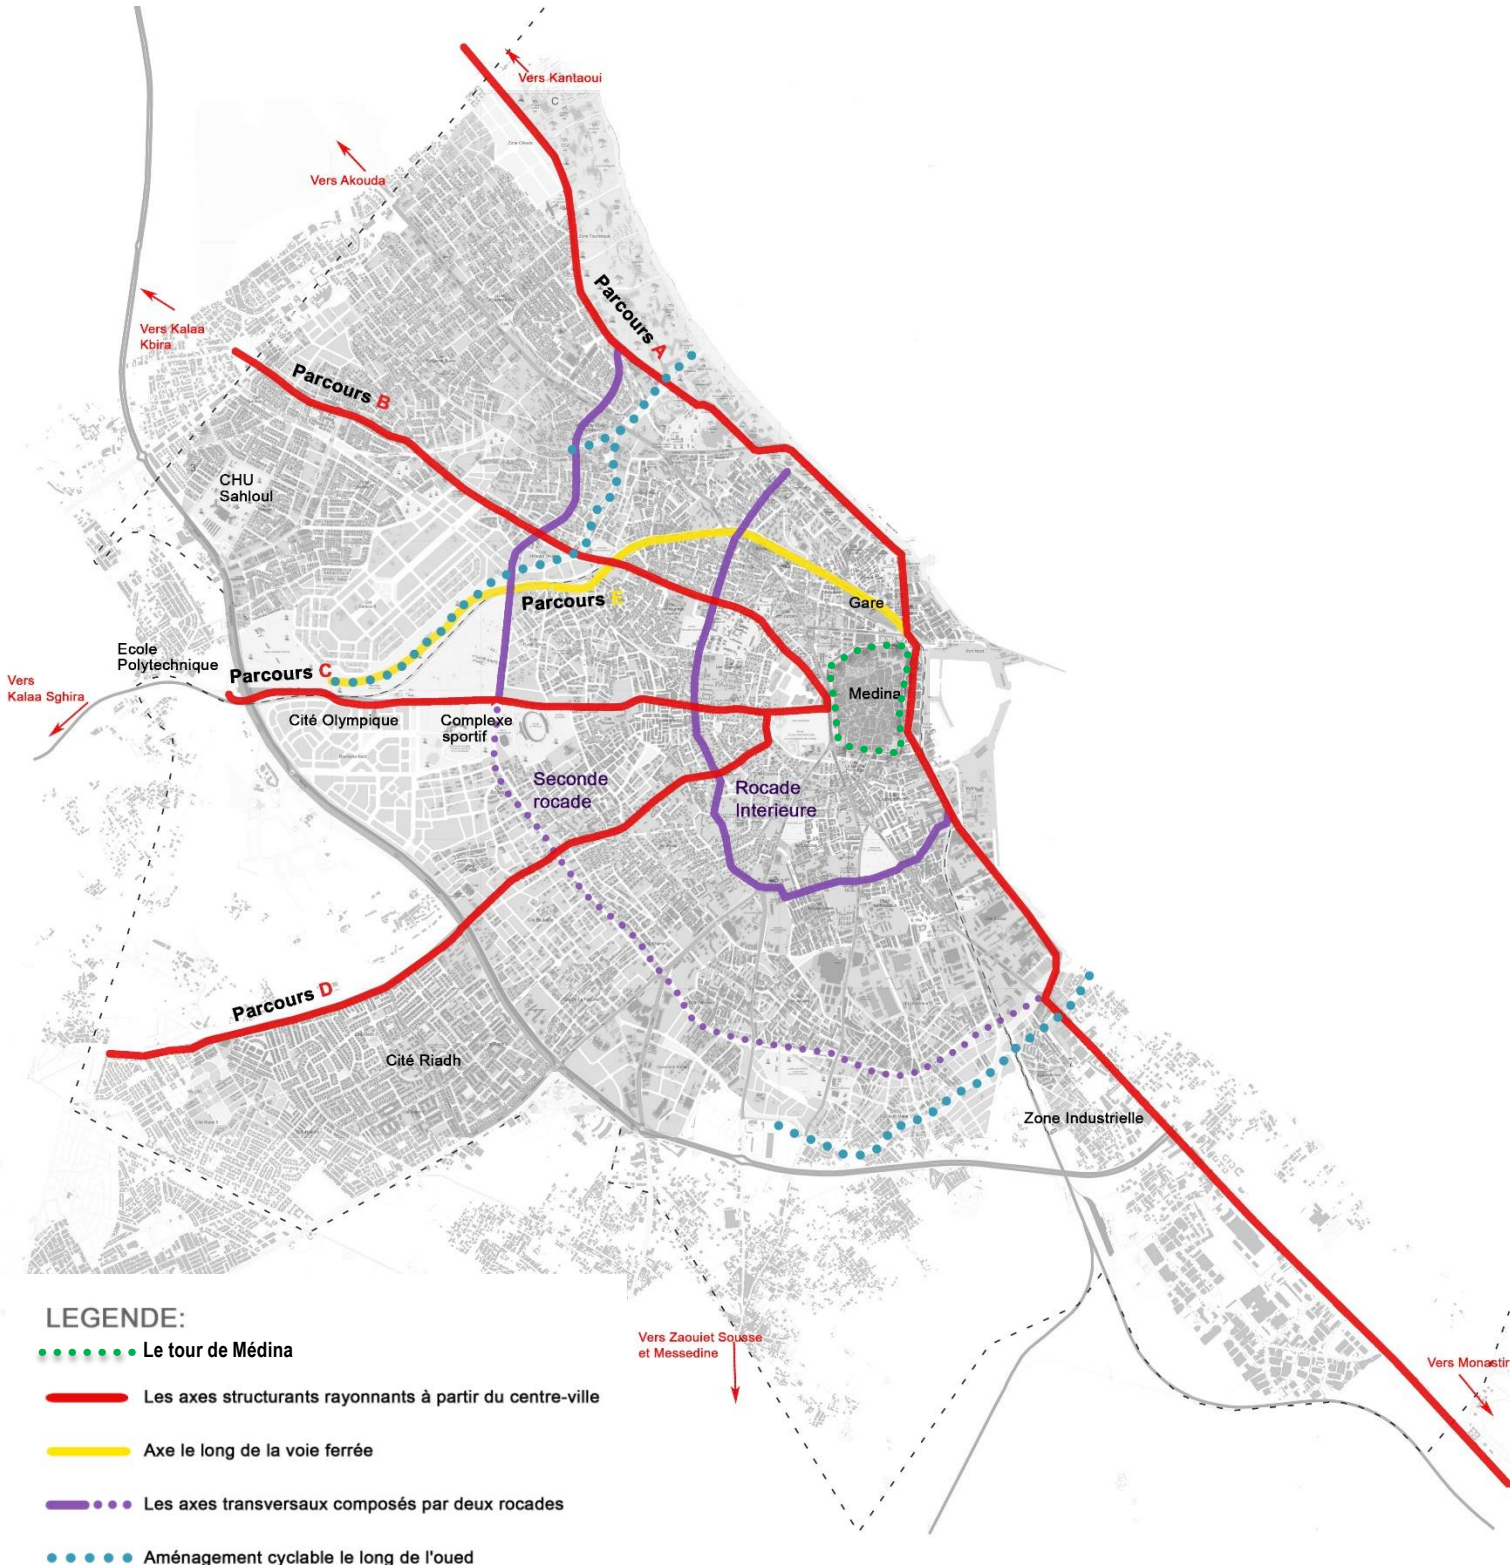 Vers Kantaoui
C
Zone Touristique
Vers Akouda
Parcours A
Vers Kalaa
Kbira
Parcours B
CHU
Sahloul
Gare
Parcours E
Ecole
Polytechnique
Parcours C
Vers
Kalaa Sghira
Medina
Cité Olympique
Complexe
sportif
Seconde
rocade
Rocade
Interieure
Parcours D
Cité Riadh
Zone Industrielle
LEGENDE:
Le tour de Médina
Les axes structurants rayonnants à partir du centre-ville
Axe le long de la voie ferrée
Les axes transversaux composés par deux rocades
Aménagement cyclable le long de l'oued
Vers Zaouiet Sousse
et Messedine
Vers Monastir